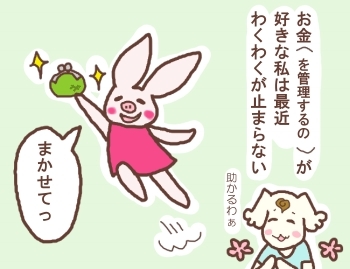 お金(を管理するの)が
好きな私は最近
わくわくが止まらない
まかせてっ
助かるわぁ